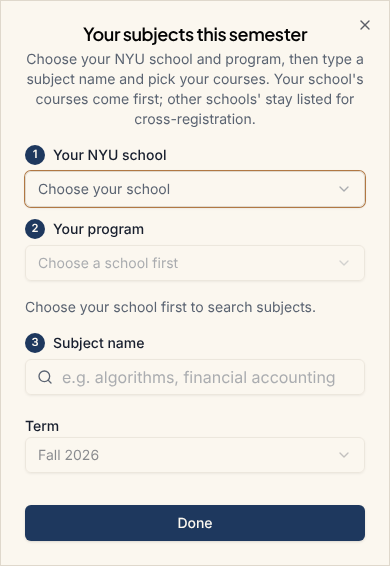 Your subjects this semester
Choose your NYU school and program, then type a
subject name and pick your courses. Your school's
courses come first; other schools' stay listed for
cross-registration.
1 Your NYU school
Choose your school
2 Your program
Choose a school first
Choose your school first to search subjects.
3 Subject name
e.g. algorithms, financial accounting
Term
Fall 2026
Done